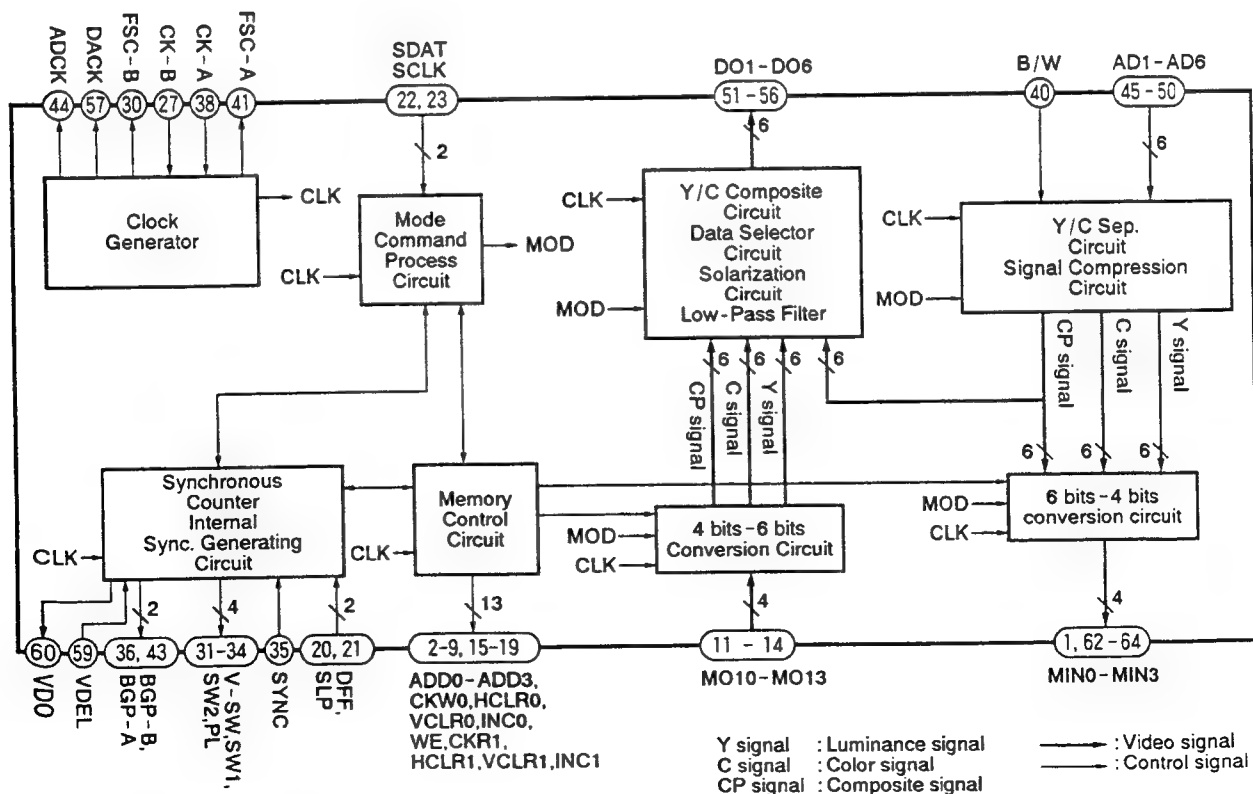 ADCK
DACK
FSC-B
CK-B
CK-A
FSC-A
SDAT
SCLK
DO1-DO6
B/W
AD1-AD6
44
57
30
27
38
41
22, 23
51-56
40
45-50
2
6
6
Clock
Generator
CLK
Mode
Command
Process
Circuit
MOD
CLK
Y/C Composite
Circuit
Data Selector
Circuit
Solarization
Circuit
Low-Pass Filter
CLK
MOD
Y/C Sep.
Circuit
Signal Compression
Circuit
CLK
MOD
CP signal
C signal
Y signal
6
6
6
6
CP signal
C signal
Y signal
6
6
6
Synchronous
Counter
Internal
Sync. Generating
Circuit
CLK
Memory
Control
Circuit
CLK
4 bits-6 bits
Conversion Circuit
MOD
CLK
6 bits-4 bits
conversion circuit
MOD
CLK
2
4
2
13
4
4
60
59
36, 43
31-34
35
20, 21
2-9, 15-19
11 - 14
1, 62-64
VDO
VDEL
BGP-B,
BGP-A
V-SW,SW1,
SW2,PL
SYNC
DFF,
SLP
ADD0-ADD3,
CKW0,HCLR0,
VCLR0,INC0,
WE,CKR1,
HCLR1,VCLR1,INC1
MO10-MO13
MIN0-MIN3
Y signal : Luminance signal
C signal : Color signal
CP signal : Composite signal
: Video signal
: Control signal